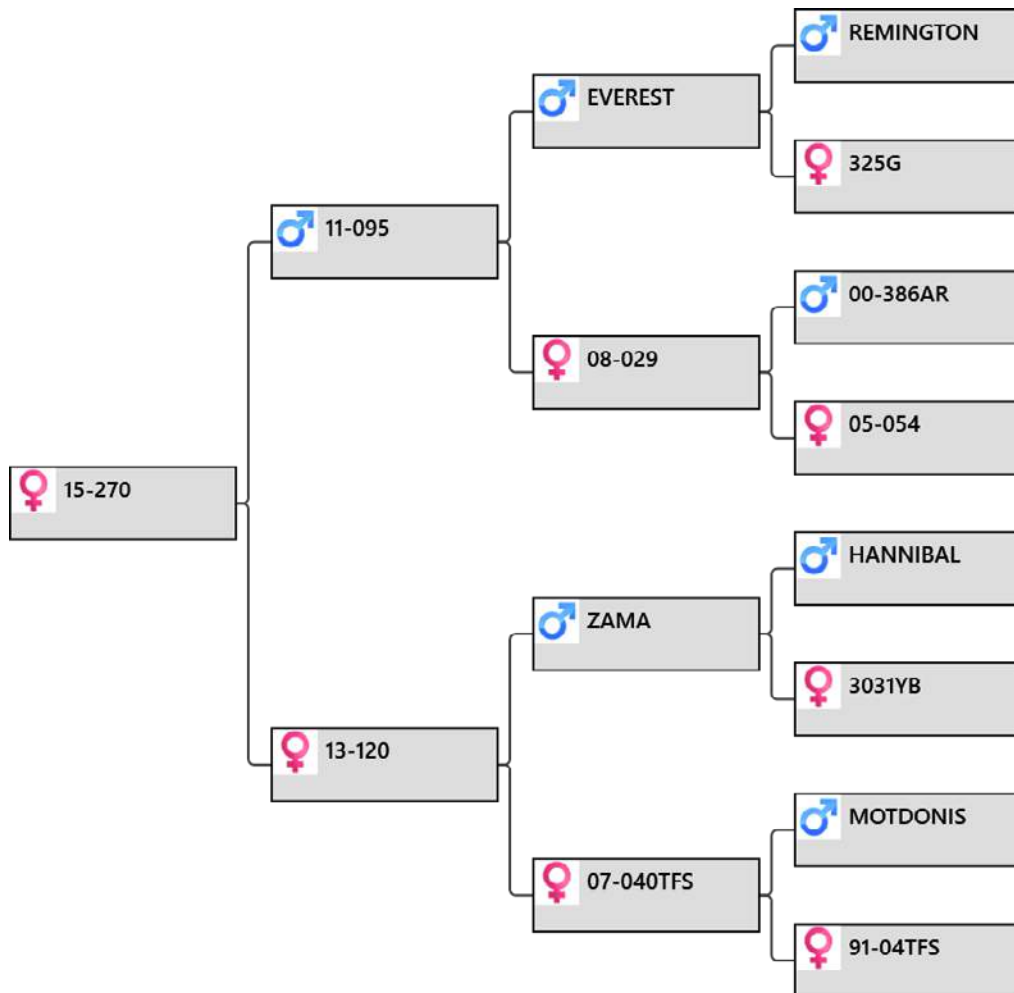 REMINGTON
EVEREST
325G
11-095
00-386AR
08-029
05-054
15-270
HANNIBAL
ZAMA
3031YB
13-120
MOTDONIS
07-040TFS
91-04TFS